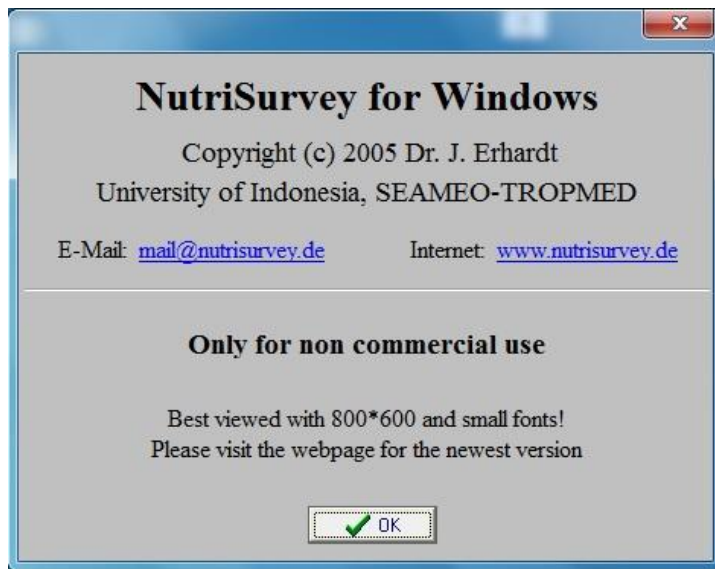 NutriSurvey for Windows
Copyright (c) 2005 Dr. J. Erhardt
University of Indonesia, SEAMEO-TROPMED
E-Mail: mail@nutrisurvey.de Internet: www.nutrisurvey.de
Only for non commercial use
Best viewed with 800*600 and small fonts!
Please visit the webpage for the newest version
OK